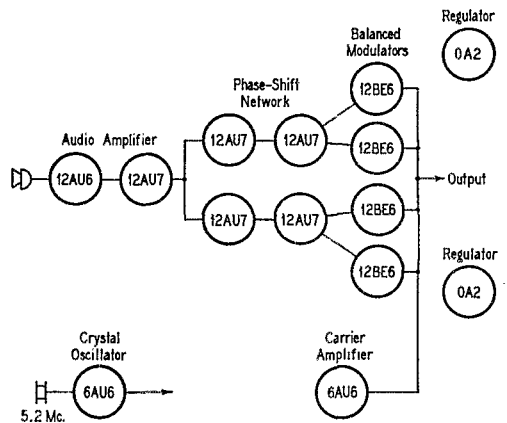 Regulator
0A2
Balanced
Modulators
12BE6
12BE6
12BE6
12BE6
Phase-Shift
Network
12AU7
12AU7
12AU7
12AU7
Audio Amplifier
12AU6
12AU7
Output
Regulator
0A2
Crystal
Oscillator
6AU6
5.2 Mc.
Carrier
Amplifier
6AU6